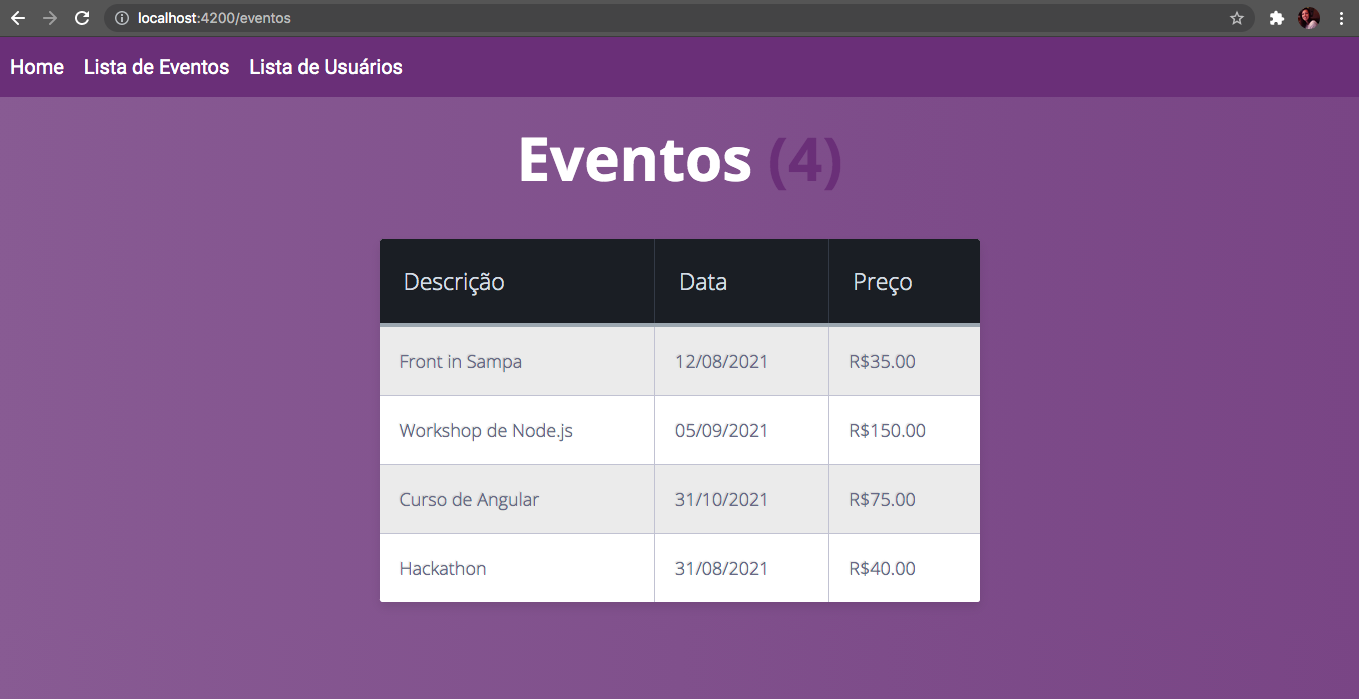 localhost:4200/eventos
Home Lista de Eventos Lista de Usuários
Eventos (4)
Descrição Data Preço
Front in Sampa 12/08/2021 R$35.00
Workshop de Node.js 05/09/2021 R$150.00
Curso de Angular 31/10/2021 R$75.00
Hackathon 31/08/2021 R$40.00